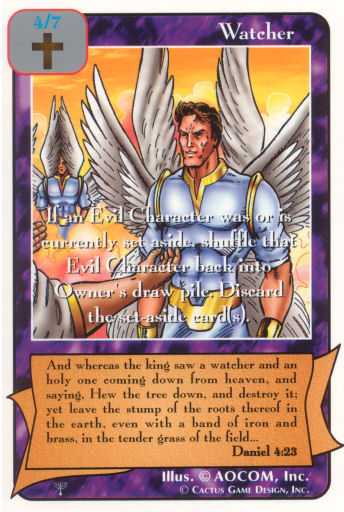 Watcher
4/7
If an Evil Character was or is
currently set aside, shuffle that
Evil Character back into
Owner's draw pile. Discard
the set-aside card(s).
And whereas the king saw a watcher and an
holy one coming down from heaven, and
saying, Hew the tree down, and destroy it;
yet leave the stump of the roots thereof in
the earth, even with a band of iron and
brass, in the tender grass of the field...
Daniel 4:23
Illus. © AOCOM, Inc.
© Cactus Game Design, Inc.